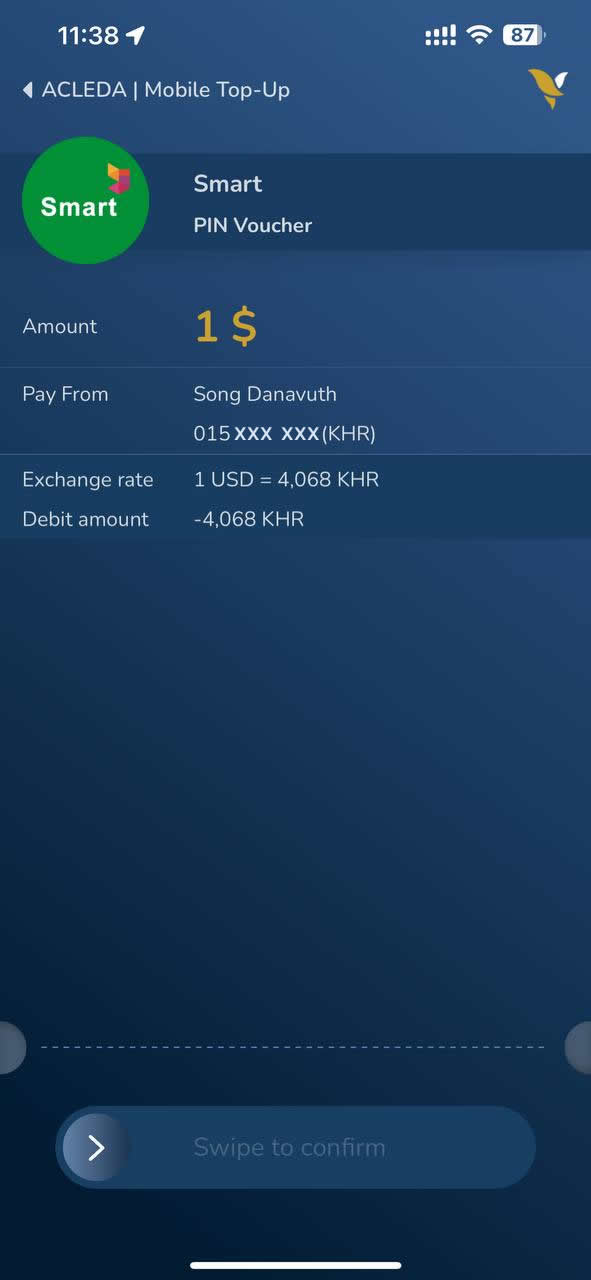 11:38
87
ACLEDA | Mobile Top-Up
Smart
Smart
PIN Voucher
Amount
1 $
Pay From
Song Danavuth
015 XXX XXX (KHR)
Exchange rate
1 USD = 4,068 KHR
Debit amount
-4,068 KHR
Swipe to confirm